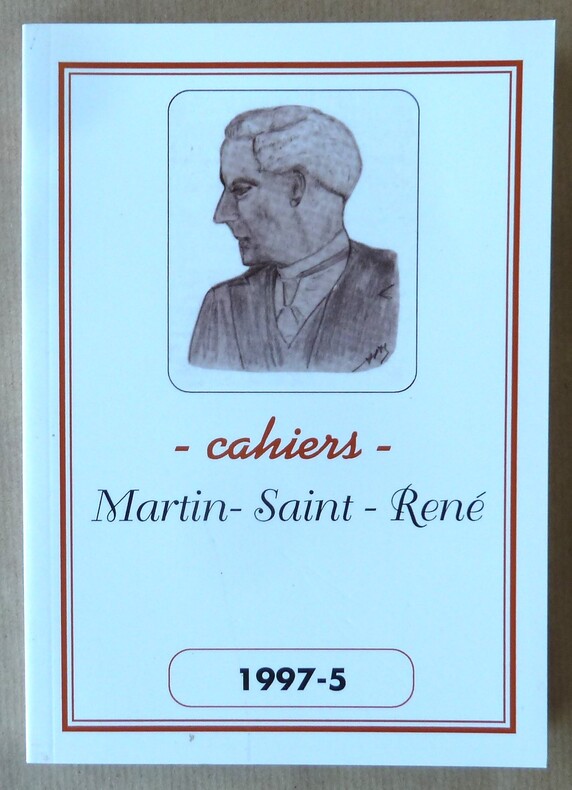 - cahiers -
Martin- Saint - René
1997-5